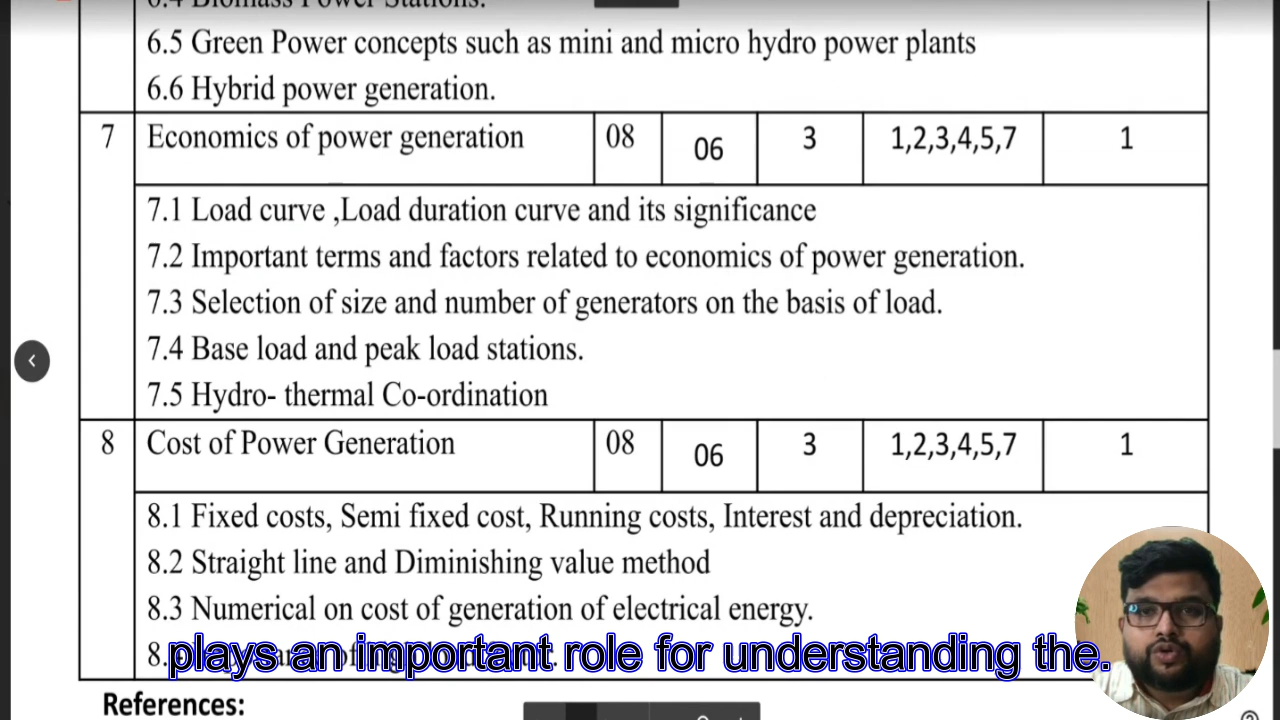 6.4 Biomass Power Stations.
6.5 Green Power concepts such as mini and micro hydro power plants
6.6 Hybrid power generation.
7 Economics of power generation 08 06 3 1,2,3,4,5,7 1
7.1 Load curve ,Load duration curve and its significance
7.2 Important terms and factors related to economics of power generation.
7.3 Selection of size and number of generators on the basis of load.
7.4 Base load and peak load stations.
7.5 Hydro- thermal Co-ordination
8 Cost of Power Generation 08 06 3 1,2,3,4,5,7 1
8.1 Fixed costs, Semi fixed cost, Running costs, Interest and depreciation.
8.2 Straight line and Diminishing value method
8.3 Numerical on cost of generation of electrical energy.
8.
plays an important role for understanding the.
References: